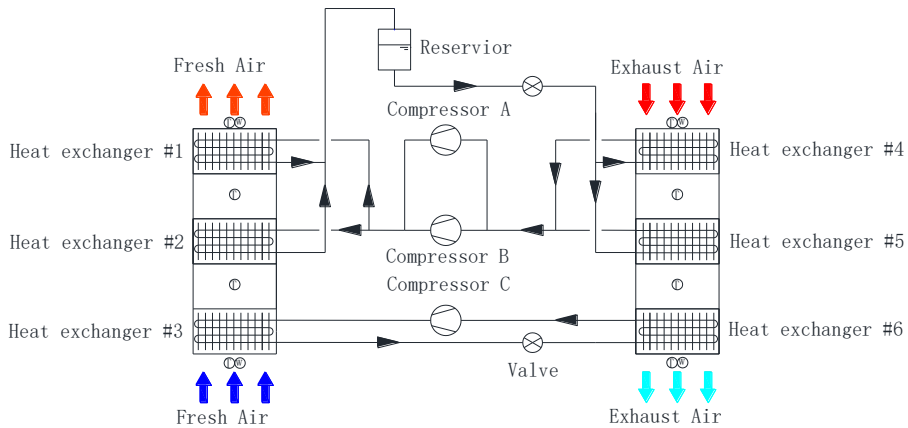 Reservior
Fresh Air
Exhaust Air
Compressor A
T W
T W
Heat exchanger #1
Heat exchanger #4
T
T
Heat exchanger #2
Heat exchanger #5
Compressor B
Compressor C
T
T
Heat exchanger #3
Heat exchanger #6
Valve
T W
T W
Fresh Air
Exhaust Air